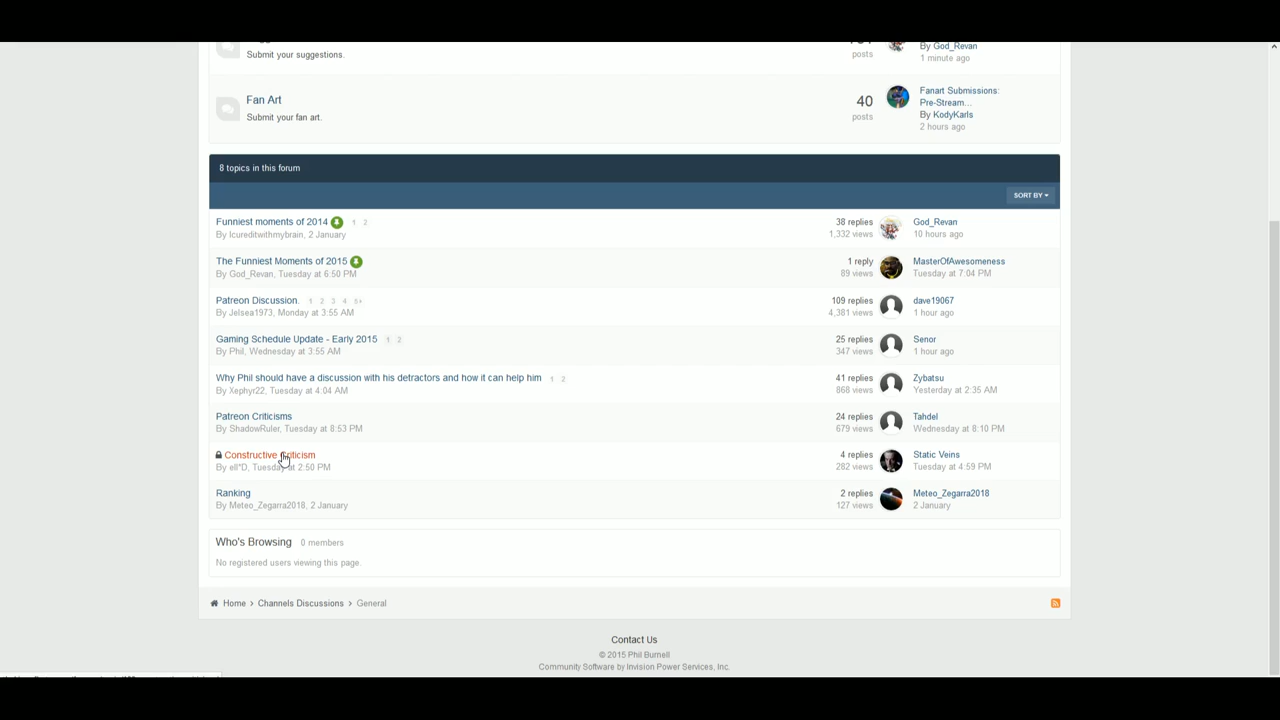 Submit your suggestions.
posts
By God_Revan
1 minute ago
Fan Art
Submit your fan art.
40
posts
Fanart Submissions:
Pre-Stream...
By KodyKarls
2 hours ago
8 topics in this forum
SORT BY
Funniest moments of 2014 1 2
By Icureditwithmybrain, 2 January
38 replies
1,332 views
God_Revan
10 hours ago
The Funniest Moments of 2015
By God_Revan, Tuesday at 6:50 PM
1 reply
89 views
MasterOfAwesomeness
Tuesday at 7:04 PM
Patreon Discussion. 1 2 3 4 5+
By Jelsea1973, Monday at 3:55 AM
109 replies
4,381 views
dave19067
1 hour ago
Gaming Schedule Update - Early 2015 1 2
By Phil, Wednesday at 3:55 AM
25 replies
347 views
Senor
1 hour ago
Why Phil should have a discussion with his detractors and how it can help him 1 2
By Xephyr22, Tuesday at 4:04 AM
41 replies
868 views
Zybatsu
Yesterday at 2:35 AM
Patreon Criticisms
By ShadowRuler, Tuesday at 8:53 PM
24 replies
679 views
Tahdel
Wednesday at 8:10 PM
Constructive Criticism
By ell*D, Tuesday at 2:50 PM
4 replies
282 views
Static Veins
Tuesday at 4:59 PM
Ranking
By Meteo_Zegarra2018, 2 January
2 replies
127 views
Meteo_Zegarra2018
2 January
Who's Browsing 0 members
No registered users viewing this page.
Home > Channels Discussions > General
Contact Us
© 2015 Phil Burnell
Community Software by Invision Power Services, Inc.